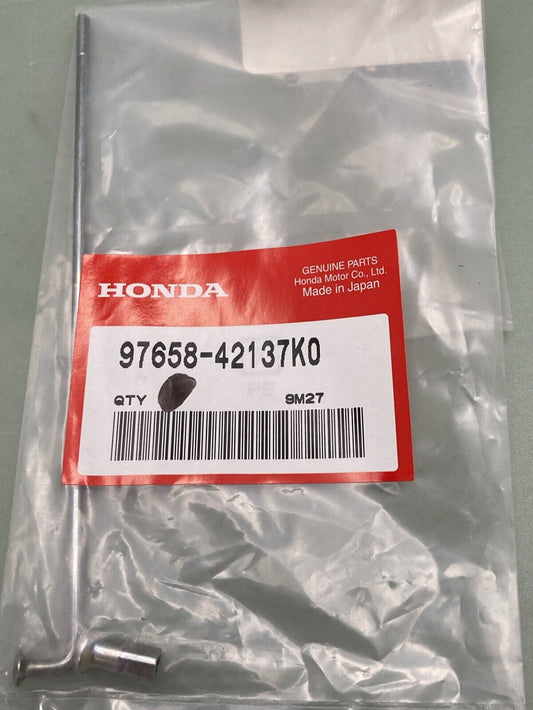 HONDA
GENUINE PARTS
Honda Motor Co., Ltd.
Made in Japan
97658-42137K0
QTY
9M27